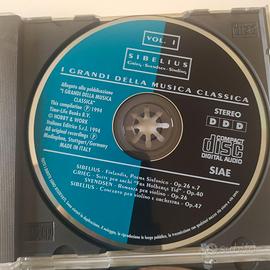 VOL. I
SIBELIUS
Grieg - Svendsen - Sinding
I GRANDI DELLA MUSICA CLASSICA
Allegato alla pubblicazione
"I GRANDI DELLA MUSICA
CLASSICA"
This compilation Ⓟ 1994
Time-Life Books B.V.
© HOBBY & WORK
Italiana Editrice S.r.l. 1994
All original recordings Ⓟ
Mediaphon, Stuttgart/Germany
MADE IN ITALY
STEREO
DDD
COMPACT
disc
DIGITAL AUDIO
SIAE
SIBELIUS - Finlandia, Poema Sinfonico - Op.26 n.7
GRIEG - Suite per archi "Fra Holbergs Tid" - Op.40
SVENDSEN - Romanza per violino - Op.26
SIBELIUS - Concerto per violino e orchestra - Op.47